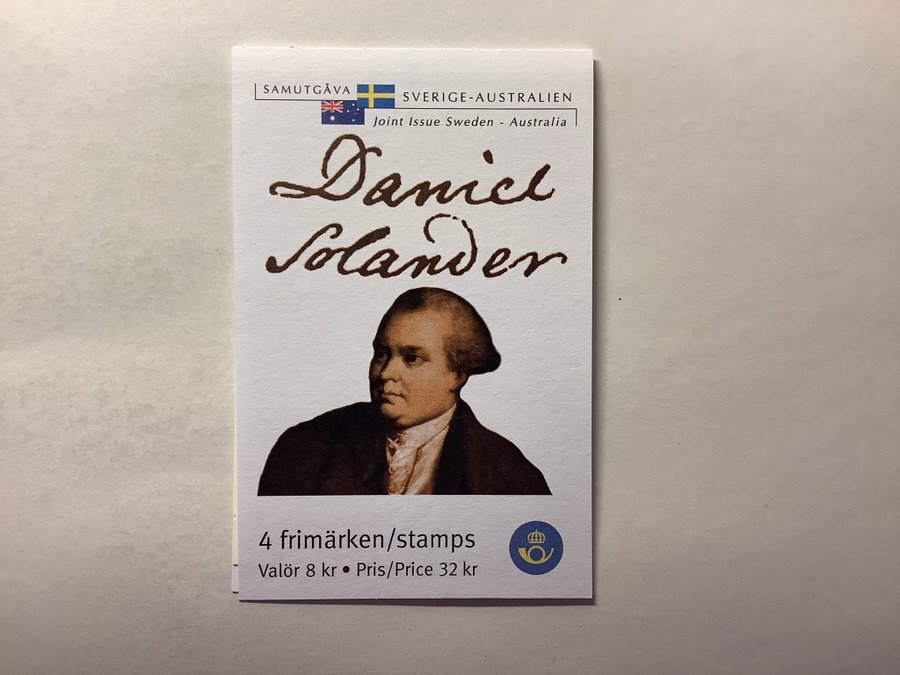 SAMUTGÅVA
SVERIGE-AUSTRALIEN
Joint Issue Sweden - Australia
Daniel
Solander
4 frimärken/stamps
Valör 8 kr • Pris/Price 32 kr